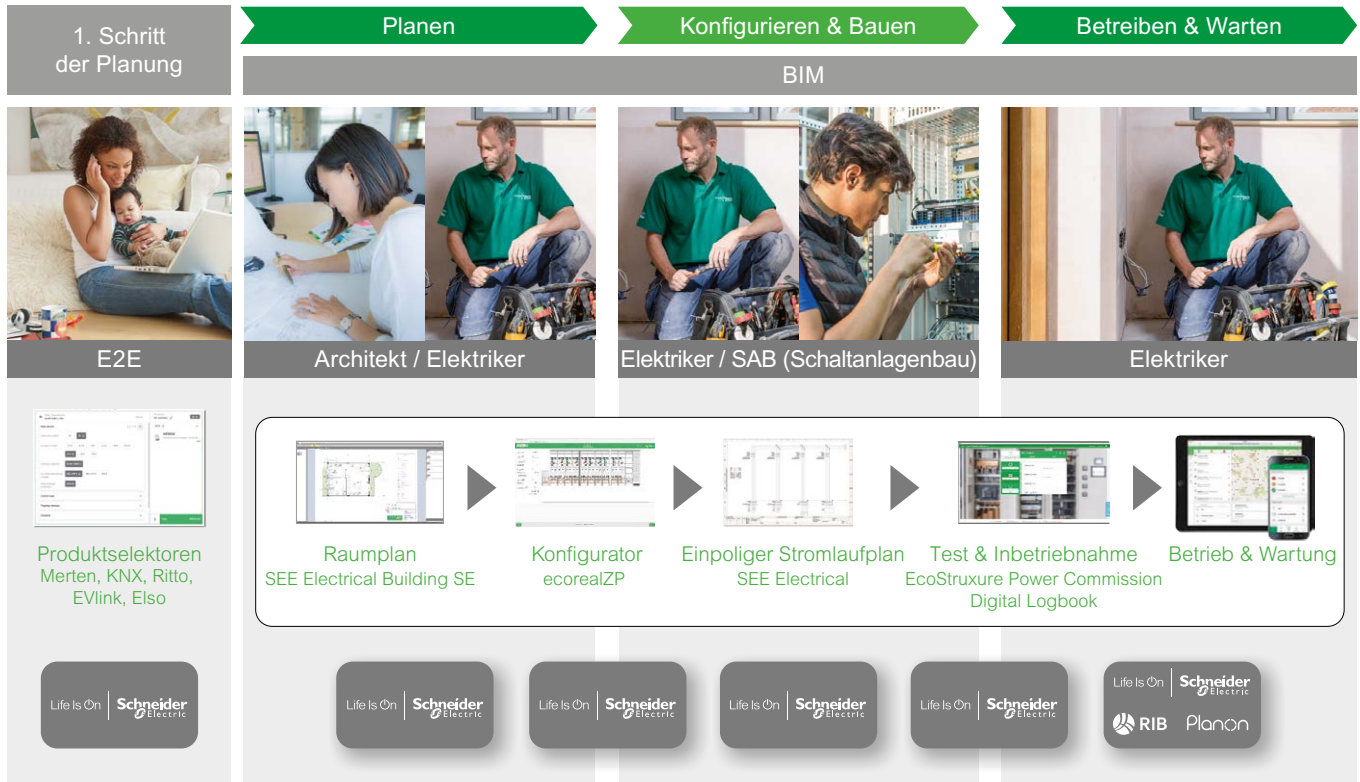 1. Schritt
der Planung
Planen
Konfigurieren & Bauen
Betreiben & Warten
BIM
E2E
Architekt / Elektriker
Elektriker / SAB (Schaltanlagenbau)
Elektriker
Produktselektoren
Merten, KNX, Ritto,
EVlink, Elso
Raumplan
SEE Electrical Building SE
Konfigurator
ecorealZP
Einpoliger Stromlaufplan
SEE Electrical
Test & Inbetriebnahme
EcoStruxure Power Commission
Digital Logbook
Betrieb & Wartung
Life Is On
Schneider
Electric
Life Is On
Schneider
Electric
Life Is On
Schneider
Electric
Life Is On
Schneider
Electric
Life Is On
Schneider
Electric
Life Is On
Schneider
Electric
RIB
Planon